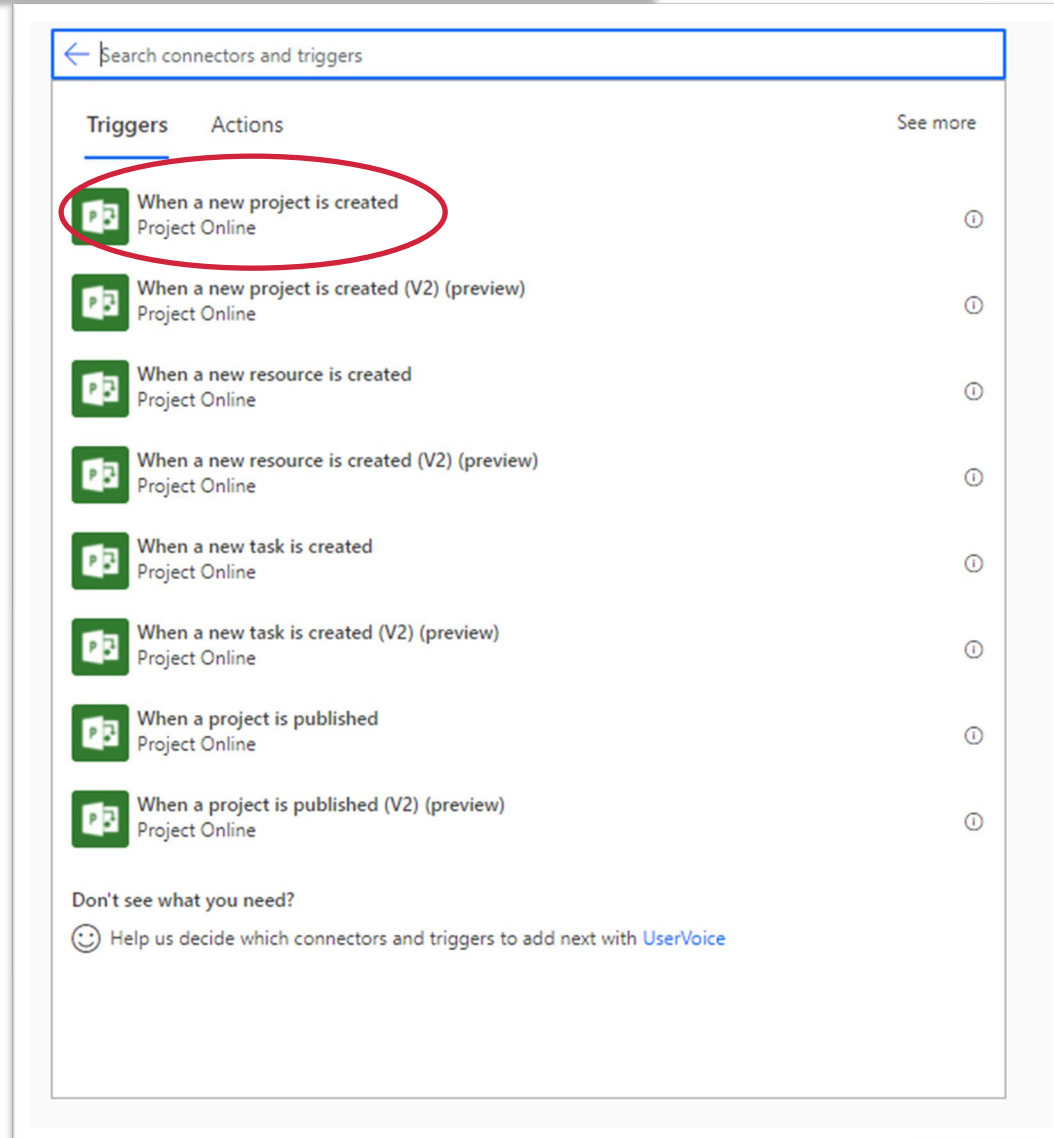 Search connectors and triggers
Triggers Actions See more
When a new project is created
Project Online
When a new project is created (V2) (preview)
Project Online
When a new resource is created
Project Online
When a new resource is created (V2) (preview)
Project Online
When a new task is created
Project Online
When a new task is created (V2) (preview)
Project Online
When a project is published
Project Online
When a project is published (V2) (preview)
Project Online
Don't see what you need?
Help us decide which connectors and triggers to add next with UserVoice